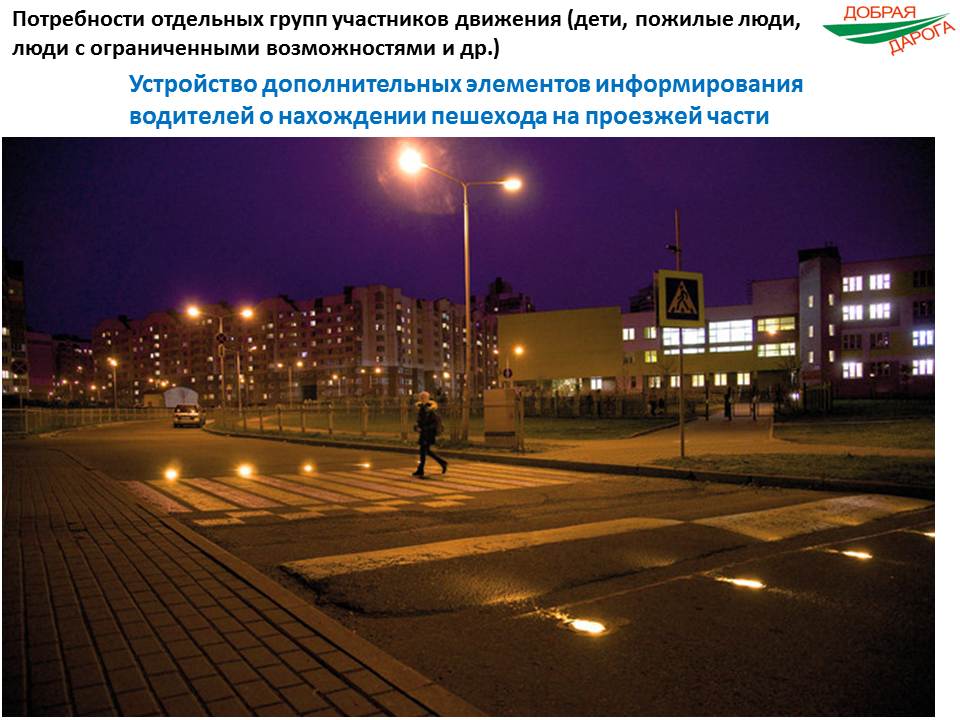 Потребности отдельных групп участников движения (дети, пожилые люди,
люди с ограниченными возможностями и др.)
ДОБРАЯ
ДАРОГА
Устройство дополнительных элементов информирования
водителей о нахождении пешехода на проезжей части